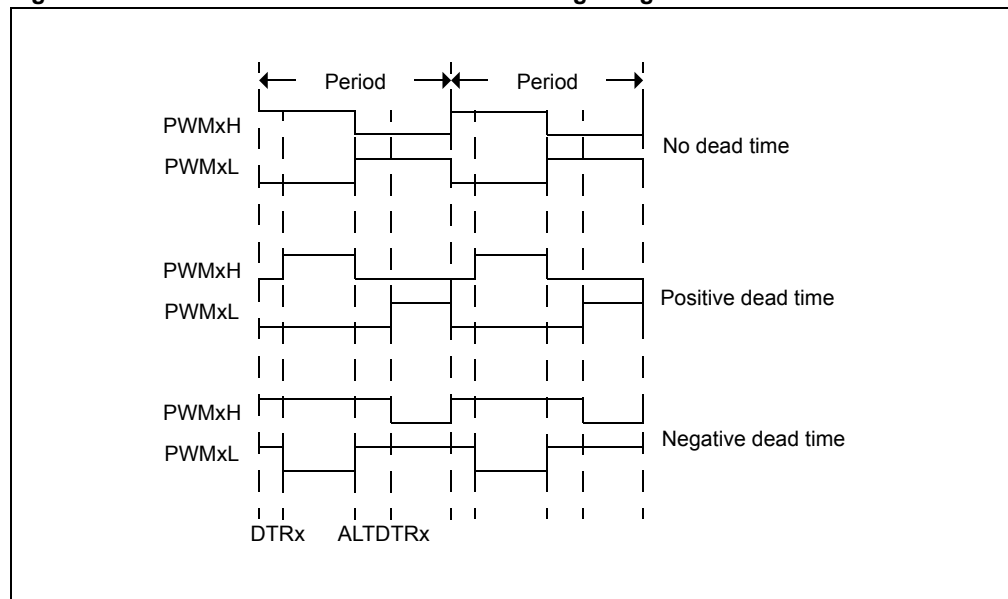 Period Period
PWMxH
No dead time
PWMxL
PWMxH
Positive dead time
PWMxL
PWMxH
Negative dead time
PWMxL
DTRx ALTDTRx